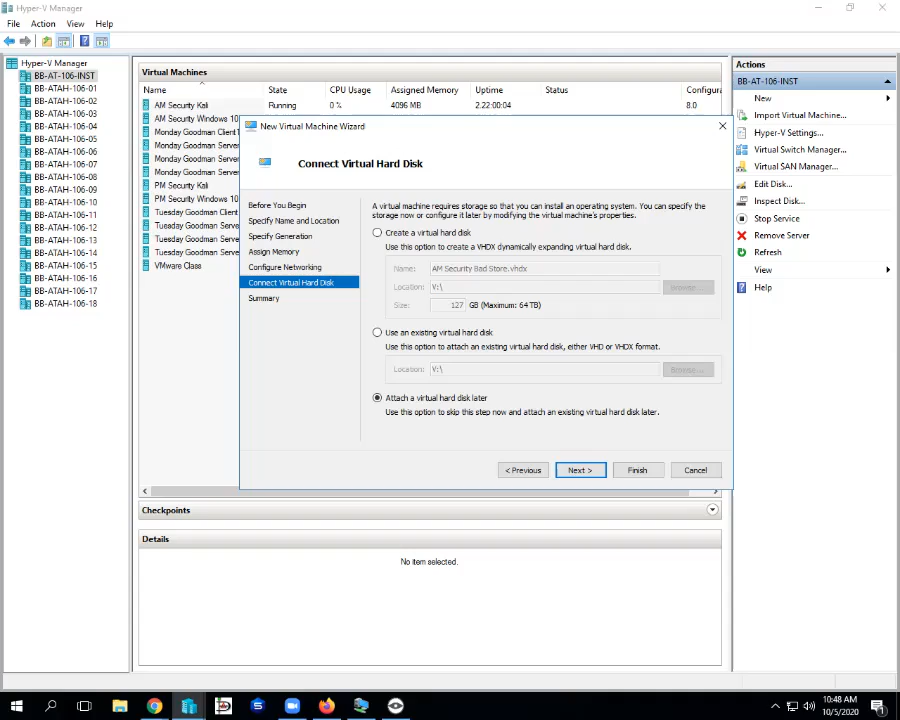 Hyper-V Manager
File Action View Help
Hyper-V Manager
BB-AT-106-INST
BB-ATAH-106-01
BB-ATAH-106-02
BB-ATAH-106-03
BB-ATAH-106-04
BB-ATAH-106-05
BB-ATAH-106-06
BB-ATAH-106-07
BB-ATAH-106-08
BB-ATAH-106-09
BB-ATAH-106-10
BB-ATAH-106-11
BB-ATAH-106-12
BB-ATAH-106-13
BB-ATAH-106-14
BB-ATAH-106-15
BB-ATAH-106-16
BB-ATAH-106-17
BB-ATAH-106-18
Virtual Machines
Name State CPU Usage Assigned Memory Uptime Status Configura
AM Security Kali Running 0 % 4096 MB 2.22:00:04 8.0
AM Security Windows 10
Monday Goodman Client1
Monday Goodman Server
Monday Goodman Server
Monday Goodman Server
PM Security Kali
PM Security Windows 10
Tuesday Goodman Client
Tuesday Goodman Serve
Tuesday Goodman Serve
Tuesday Goodman Serve
VMware Class
New Virtual Machine Wizard
Connect Virtual Hard Disk
Before You Begin
Specify Name and Location
Specify Generation
Assign Memory
Configure Networking
Connect Virtual Hard Disk
Summary
A virtual machine requires storage so that you can install an operating system. You can specify the
storage now or configure it later by modifying the virtual machine's properties.
Create a virtual hard disk
Use this option to create a VHDX dynamically expanding virtual hard disk.
Name: AM Security Bad Store.vhdx
Location: V:\ Browse...
Size: 127 GB (Maximum: 64 TB)
Use an existing virtual hard disk
Use this option to attach an existing virtual hard disk, either VHD or VHDX format.
Location: V:\ Browse...
Attach a virtual hard disk later
Use this option to skip this step now and attach an existing virtual hard disk later.
< Previous Next > Finish Cancel
Checkpoints
Details
No item selected.
Actions
BB-AT-106-INST
New
Import Virtual Machine...
Hyper-V Settings...
Virtual Switch Manager...
Virtual SAN Manager...
Edit Disk...
Inspect Disk...
Stop Service
Remove Server
Refresh
View
Help
10:48 AM
10/5/2020